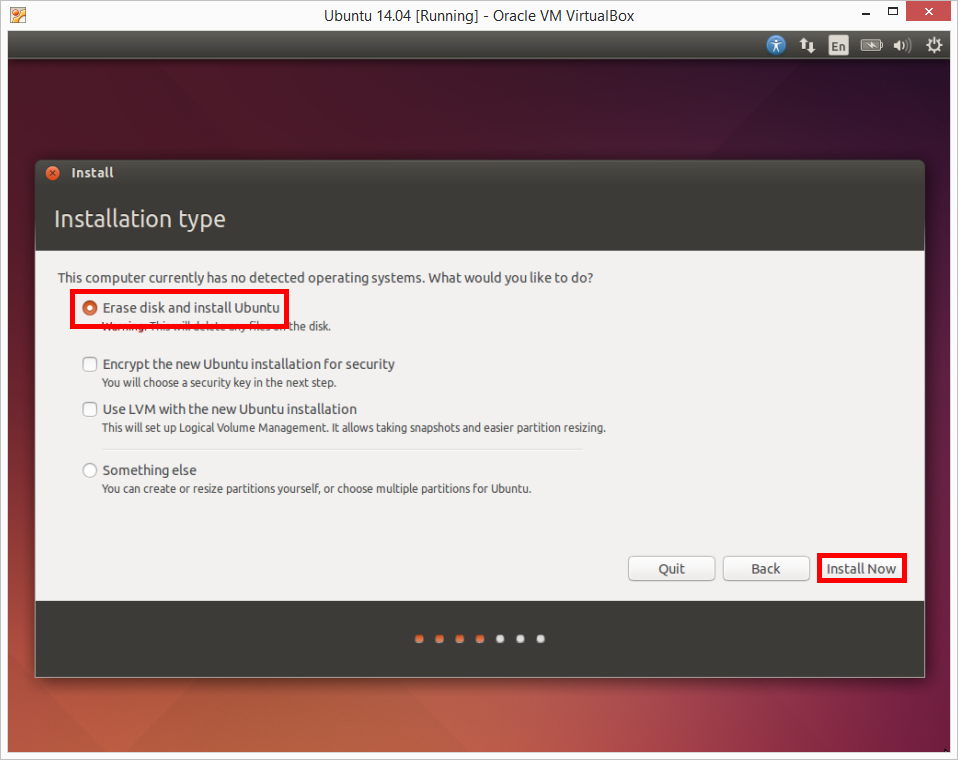 Ubuntu 14.04 [Running] - Oracle VM VirtualBox
En
Install
Installation type
This computer currently has no detected operating systems. What would you like to do?
Erase disk and install Ubuntu
Warning: This will delete any files on the disk.
Encrypt the new Ubuntu installation for security
You will choose a security key in the next step.
Use LVM with the new Ubuntu installation
This will set up Logical Volume Management. It allows taking snapshots and easier partition resizing.
Something else
You can create or resize partitions yourself, or choose multiple partitions for Ubuntu.
Quit Back Install Now